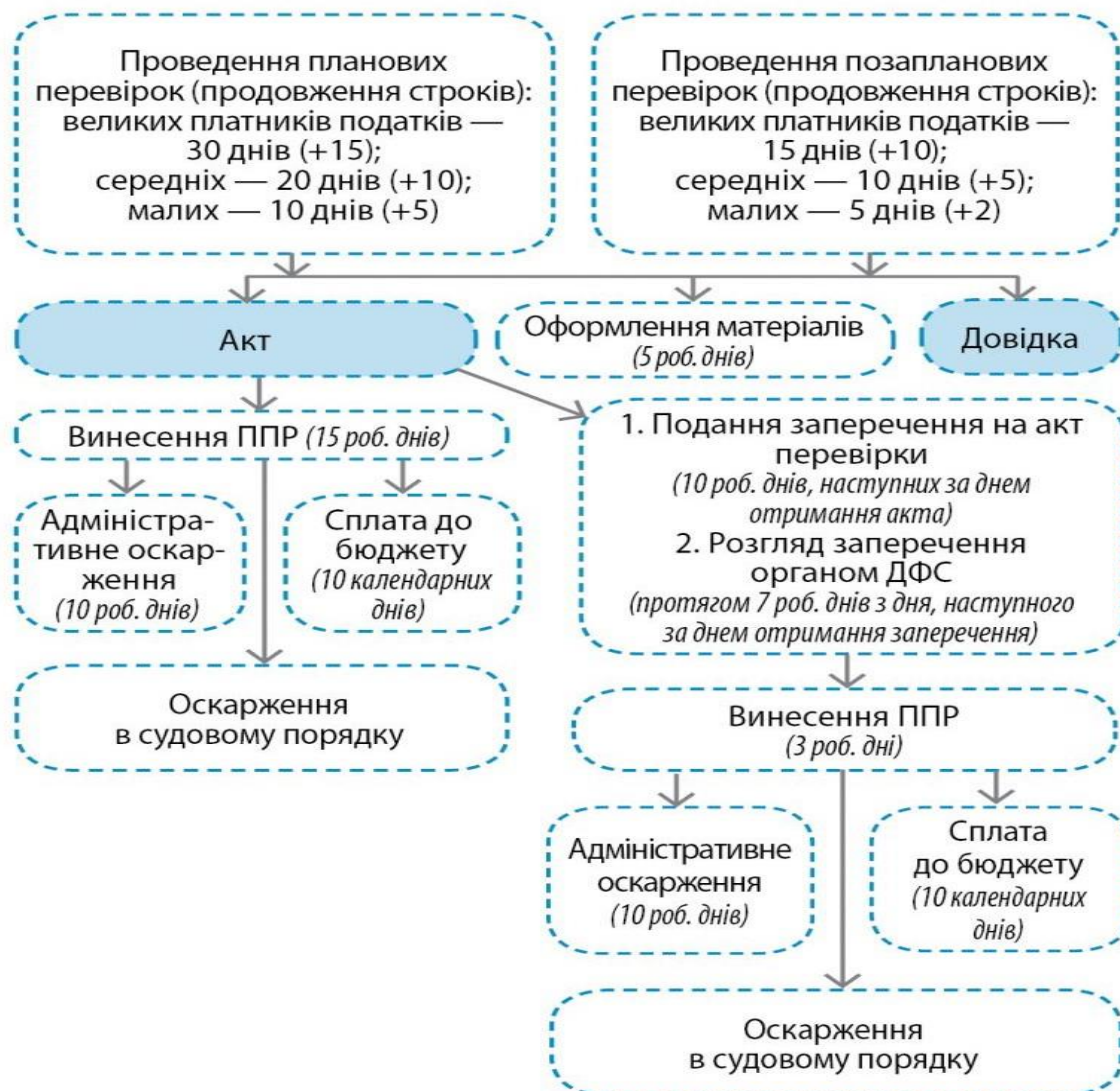 Проведення планових
перевірок (продовження строків):
великих платників податків —
30 днів (+15);
середніх — 20 днів (+10);
малих — 10 днів (+5)
Проведення позапланових
перевірок (продовження строків):
великих платників податків —
15 днів (+10);
середніх — 10 днів (+5);
малих — 5 днів (+2)
Акт
Оформлення матеріалів
(5 роб. днів)
Довідка
Винесення ППР (15 роб. днів)
Адміністра-
тивне оскар-
ження
(10 роб. днів)
Сплата до
бюджету
(10 календарних
днів)
Оскарження
в судовому порядку
1. Подання заперечення на акт
перевірки
(10 роб. днів, наступних за днем
отримання акта)
2. Розгляд заперечення
органом ДФС
(протягом 7 роб. днів з дня, наступного
за днем отримання заперечення)
Винесення ППР
(3 роб. дні)
Адміністративне
оскарження
(10 роб. днів)
Сплата
до бюджету
(10 календарних
днів)
Оскарження
в судовому порядку